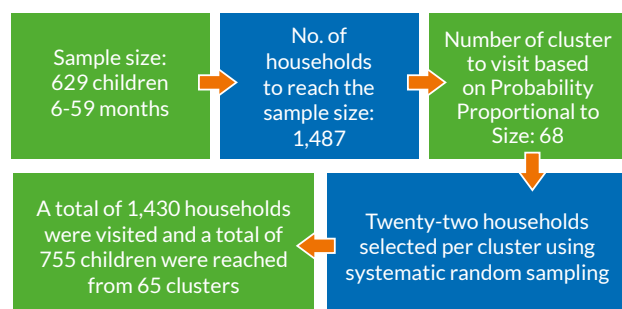 Sample size:
629 children
6-59 months
No. of
households
to reach the
sample size:
1,487
Number of cluster
to visit based
on Probability
Proportional to
Size: 68
Twenty-two households
selected per cluster using
systematic random sampling
A total of 1,430 households
were visited and a total of
755 children were reached
from 65 clusters